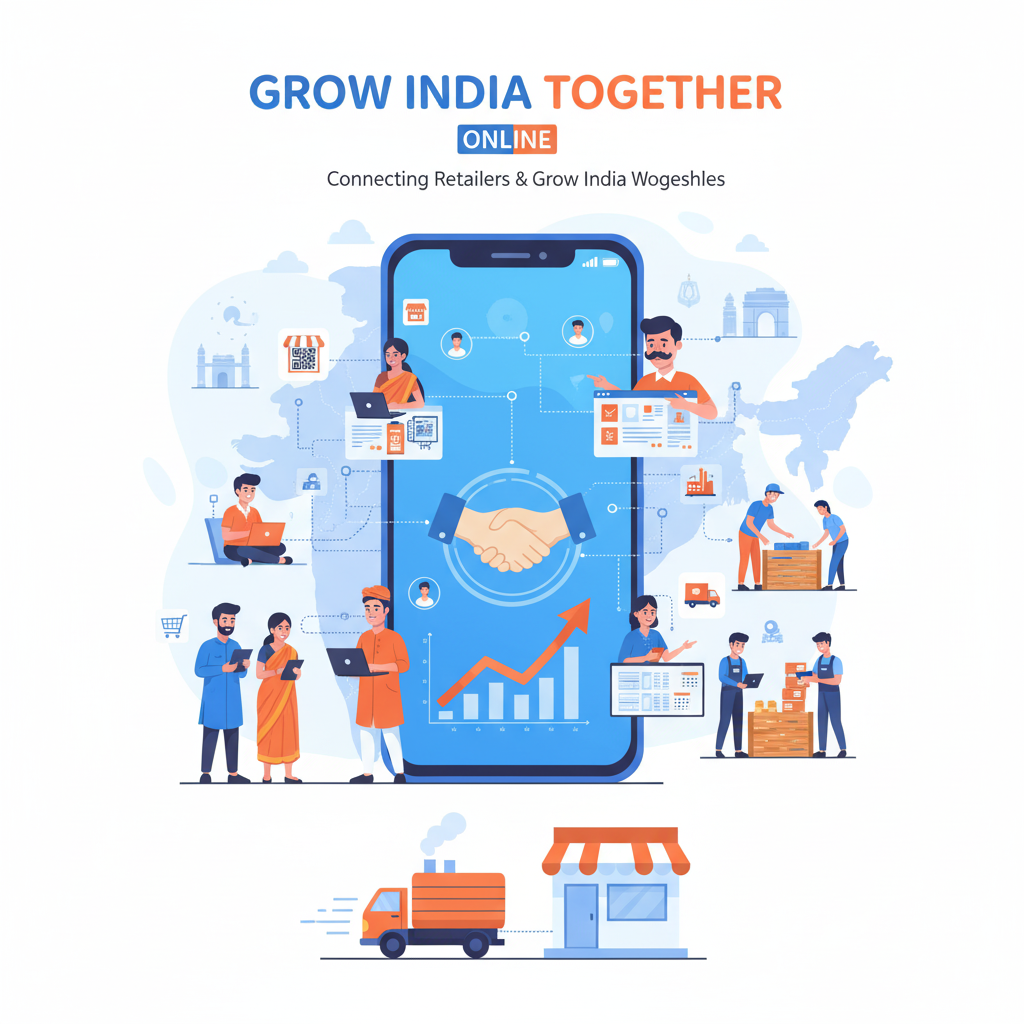 GROW INDIA TOGETHER
ONLINE
Connecting Retailers & Grow India Wogeshles